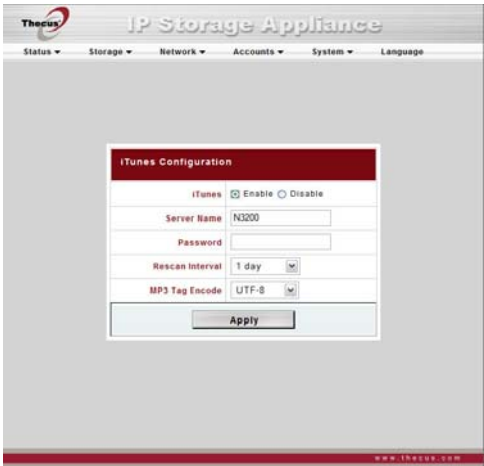 Thecus
IP Storage Appliance
Status Storage Network Accounts System Language
iTunes Configuration
iTunes Enable Disable
Server Name N3200
Password
Rescan Interval 1 day
MP3 Tag Encode UTF-8
Apply
www.thecus.com